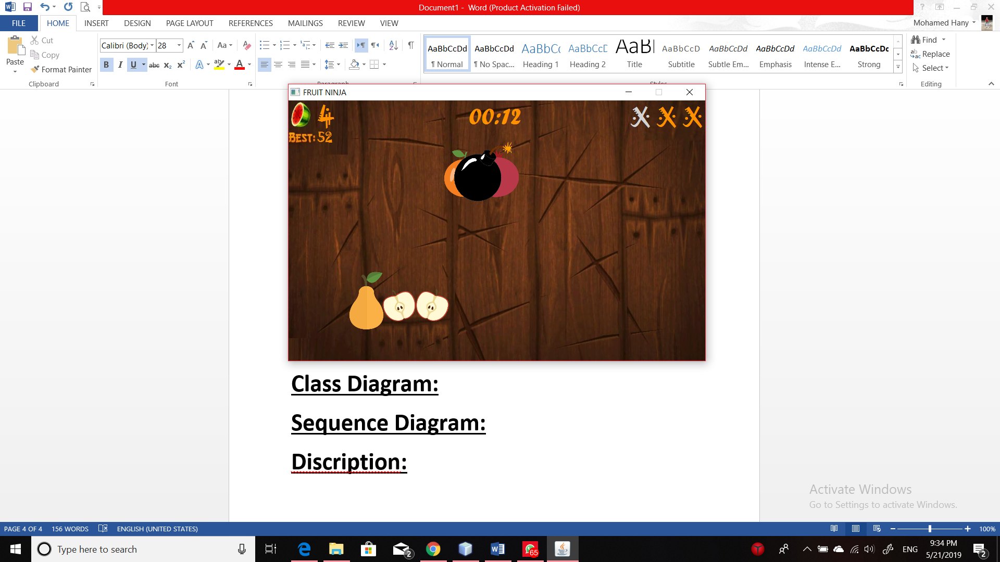 Document1 - Word (Product Activation Failed)
FILE HOME INSERT DESIGN PAGE LAYOUT REFERENCES MAILINGS REVIEW VIEW
Mohamed Hany
Paste
Cut
Copy
Format Painter
Clipboard
Calibri (Body) 28
Aa
B I U abc x₂ x²
Font
Paragraph
AaBbCcDd AaBbCcDd AaBbCc AaBbCcD AaBl AaBbCcD AaBbCcDd AaBbCcDd AaBbCcDd AaBbCcDc
¶ Normal ¶ No Spac... Heading 1 Heading 2 Title Subtitle Subtle Em... Emphasis Intense E... Strong
Styles
Find
Replace
Select
Editing
FRUIT NINJA
4
BEST: 52
00:12
X X X
Class Diagram:
Sequence Diagram:
Discription:
Activate Windows
Go to Settings to activate Windows.
PAGE 4 OF 4 156 WORDS ENGLISH (UNITED STATES)
100%
Type here to search
2
65
ENG
9:34 PM
5/21/2019
2